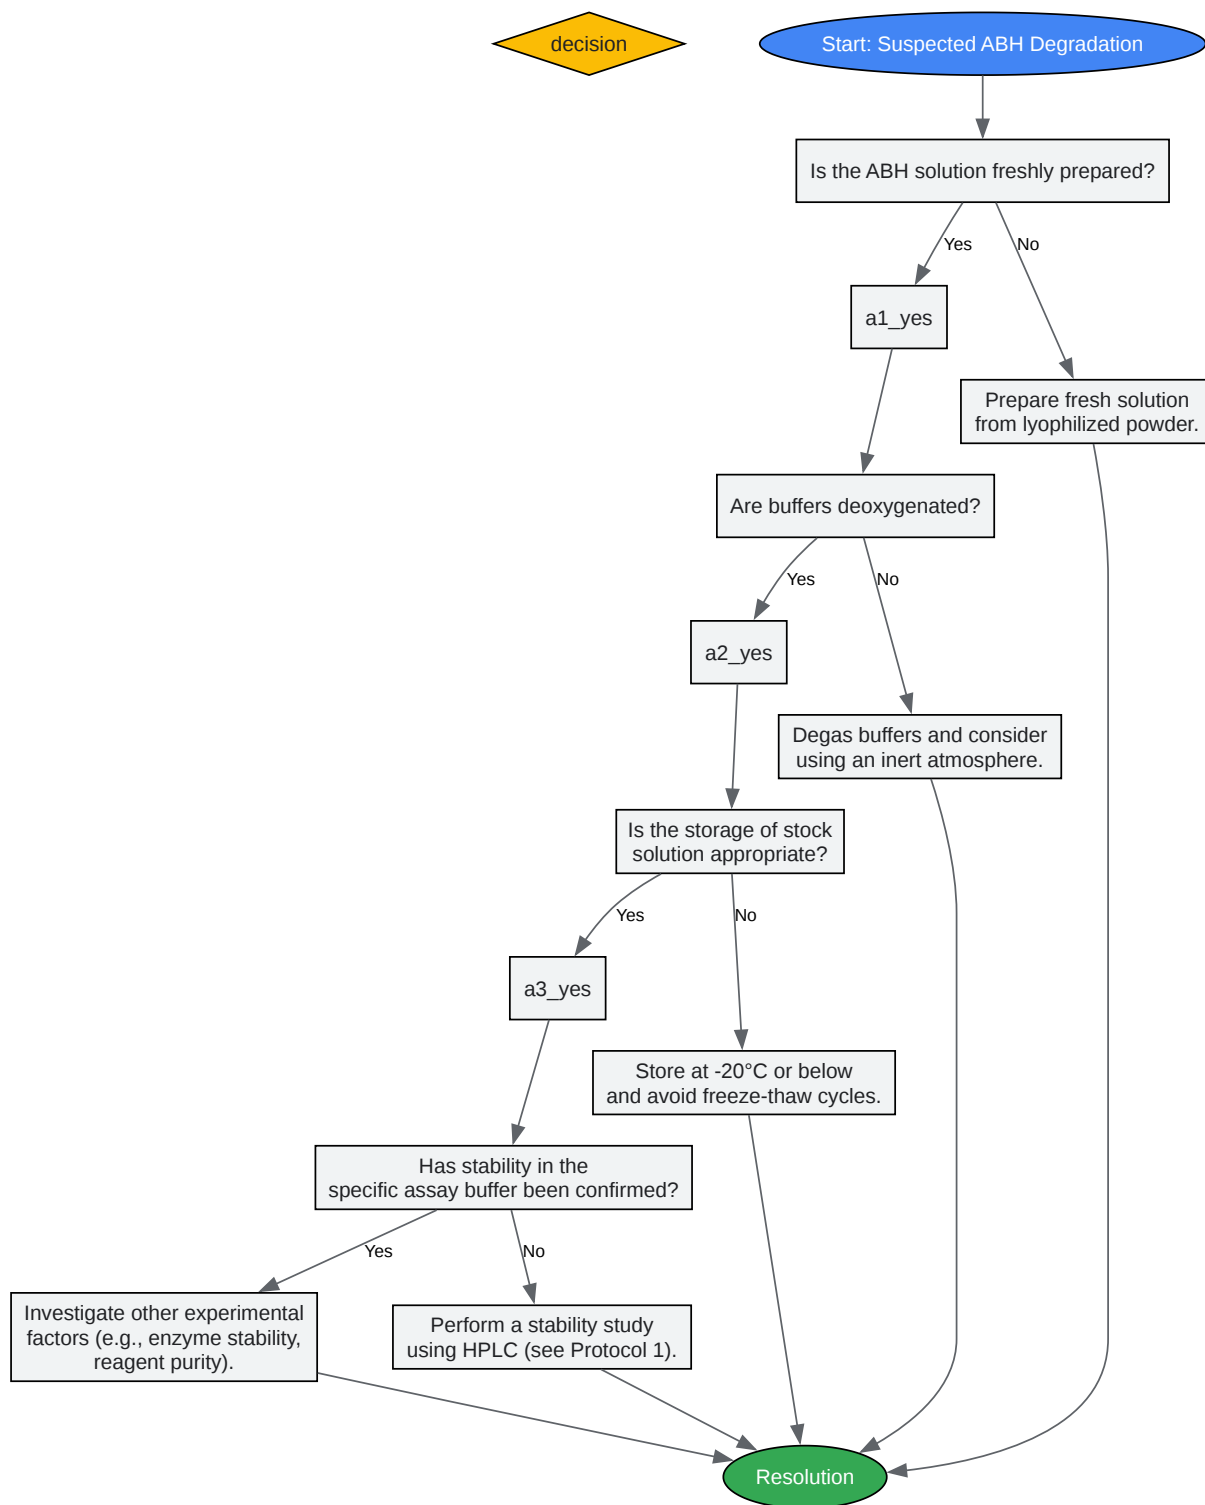 decision
Start: Suspected ABH Degradation
Is the ABH solution freshly prepared?
Yes
No
a1_yes
Prepare fresh solution
from lyophilized powder.
Are buffers deoxygenated?
Yes
No
a2_yes
Degas buffers and consider
using an inert atmosphere.
Is the storage of stock
solution appropriate?
Yes
No
a3_yes
Store at -20°C or below
and avoid freeze-thaw cycles.
Has stability in the
specific assay buffer been confirmed?
Yes
No
Investigate other experimental
factors (e.g., enzyme stability,
reagent purity).
Perform a stability study
using HPLC (see Protocol 1).
Resolution